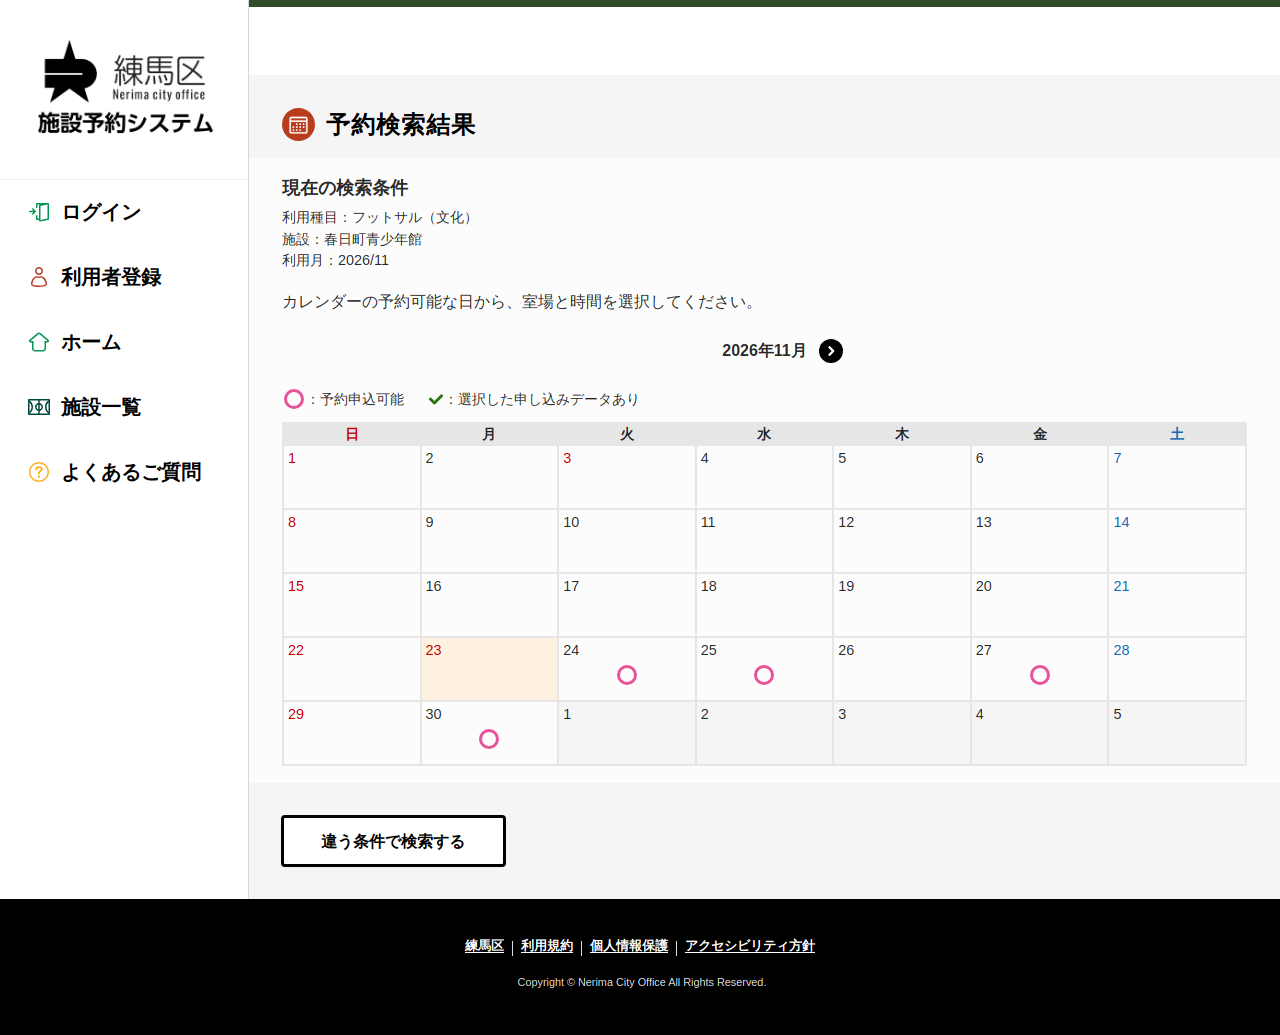 練馬区
Nerima city office
施設予約システム
ログイン
利用者登録
ホーム
施設一覧
よくあるご質問
予約検索結果
現在の検索条件
利用種目：フットサル（文化）
施設：春日町青少年館
利用月：2026/11
カレンダーの予約可能な日から、室場と時間を選択してください。
2026年11月
：予約申込可能 ：選択した申し込みデータあり
日 月 火 水 木 金 土
1 2 3 4 5 6 7
8 9 10 11 12 13 14
15 16 17 18 19 20 21
22 23 24 25 26 27 28
29 30 1 2 3 4 5
違う条件で検索する
練馬区 | 利用規約 | 個人情報保護 | アクセシビリティ方針
Copyright © Nerima City Office All Rights Reserved.